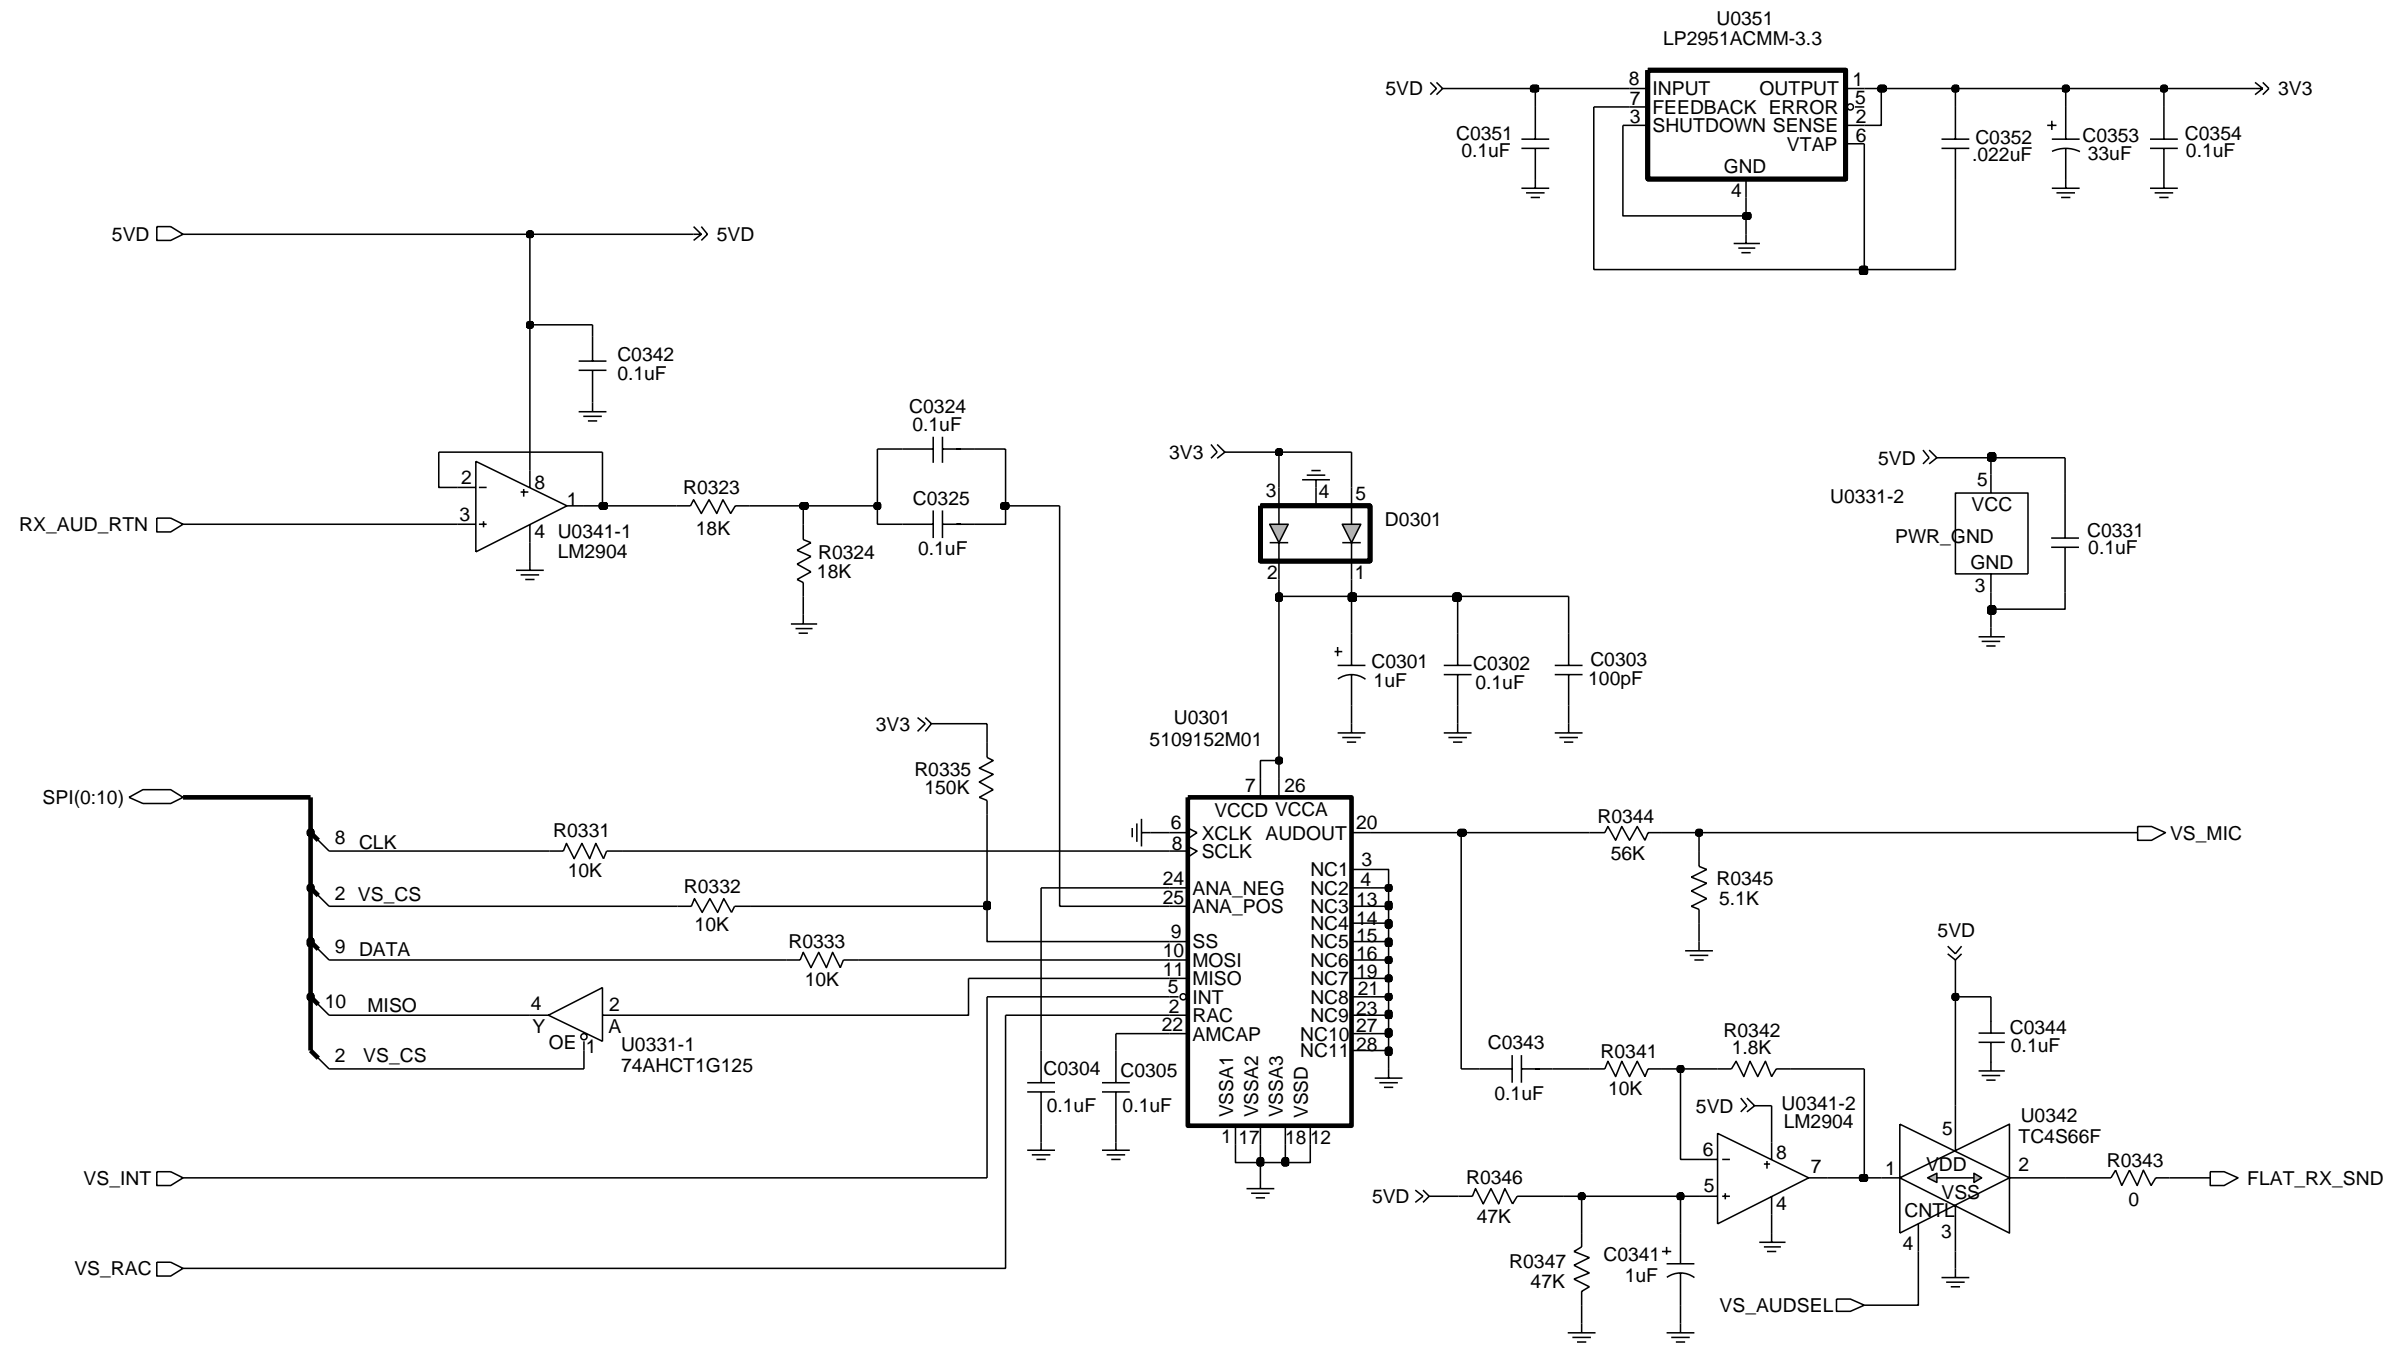 U0351
LP2951ACMM-3.3
5VD
8
INPUT
OUTPUT
1
7
FEEDBACK
ERROR
5
3
SHUTDOWN
SENSE
2
VTAP
6
GND
4
3V3
C0351
0.1uF
C0352
.022uF
+
C0353
33uF
C0354
0.1uF
5VD
5VD
C0342
0.1uF
RX_AUD_RTN
2
-
3
+
+
8
1
4
U0341-1
LM2904
R0323
18K
R0324
18K
C0324
0.1uF
C0325
0.1uF
3V3
3
4
5
D0301
2
1
+
C0301
1uF
C0302
0.1uF
C0303
100pF
5VD
5
U0331-2
VCC
PWR_GND
GND
3
C0331
0.1uF
3V3
R0335
150K
U0301
5109152M01
7
26
VCCD
VCCA
SPI(0:10)
8
CLK
R0331
10K
2
VS_CS
R0332
10K
9
DATA
R0333
10K
10
MISO
4
Y
2
A
OE
1
U0331-1
74AHCT1G125
2
VS_CS
6
XCLK
8
SCLK
24
ANA_NEG
25
ANA_POS
9
SS
10
MOSI
11
MISO
5
INT
2
RAC
22
AMCAP
AUDOUT
20
NC1
3
NC2
4
NC3
13
NC4
14
NC5
15
NC6
16
NC7
19
NC8
21
NC9
23
NC10
27
NC11
28
VSSA1
VSSA2
VSSA3
VSSD
1
17
18
12
C0304
0.1uF
C0305
0.1uF
VS_INT
VS_RAC
R0344
56K
VS_MIC
R0345
5.1K
5VD
C0344
0.1uF
C0343
0.1uF
R0341
10K
R0342
1.8K
5VD
U0341-2
LM2904
6
-
5
+
+
8
7
4
5VD
R0346
47K
R0347
47K
C0341
+
1uF
U0342
TC4S66F
5
1
VDD
VSS
2
CNTL
4
3
VS_AUDSEL
R0343
0
FLAT_RX_SND